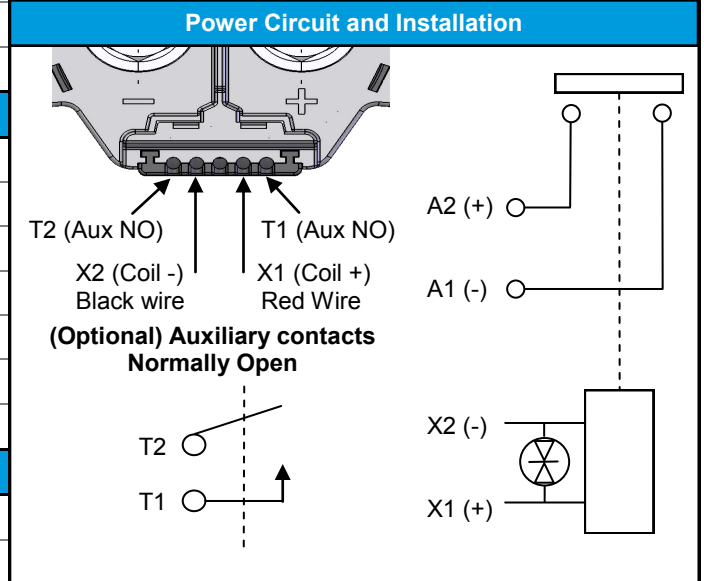 Power Circuit and Installation
T2 (Aux NO)
T1 (Aux NO)
X2 (Coil -)
Black wire
X1 (Coil +)
Red Wire
(Optional) Auxiliary contacts
Normally Open
T2
T1
A2 (+)
A1 (-)
X2 (-)
X1 (+)